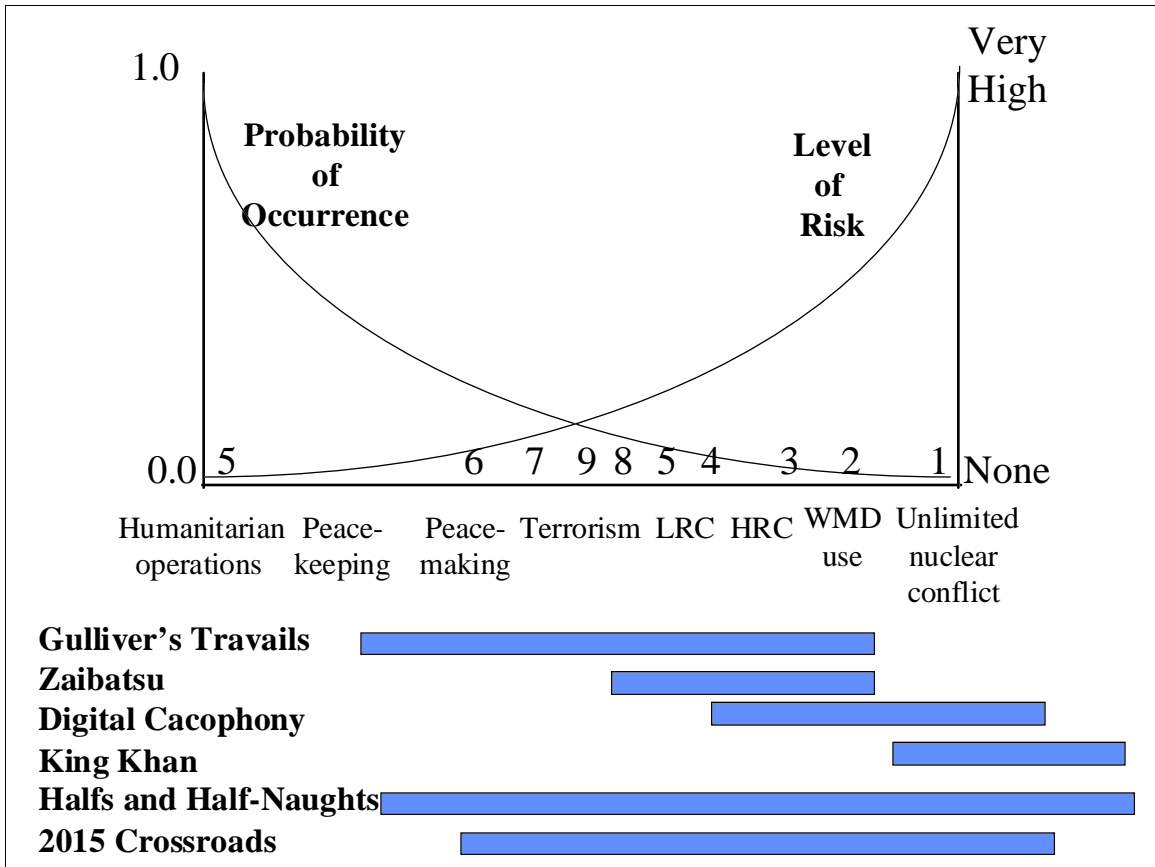 Very
High
1.0
Probability
of
Occurrence
Level
of
Risk
0.0
5 6 7 9 8 5 4 3 2 1
None
Humanitarian
operations
Peace-
keeping
Peace-
making
Terrorism
LRC
HRC
WMD
use
Unlimited
nuclear
conflict
Gulliver's Travails
Zaibatsu
Digital Cacophony
King Khan
Halfs and Half-Naughts
2015 Crossroads